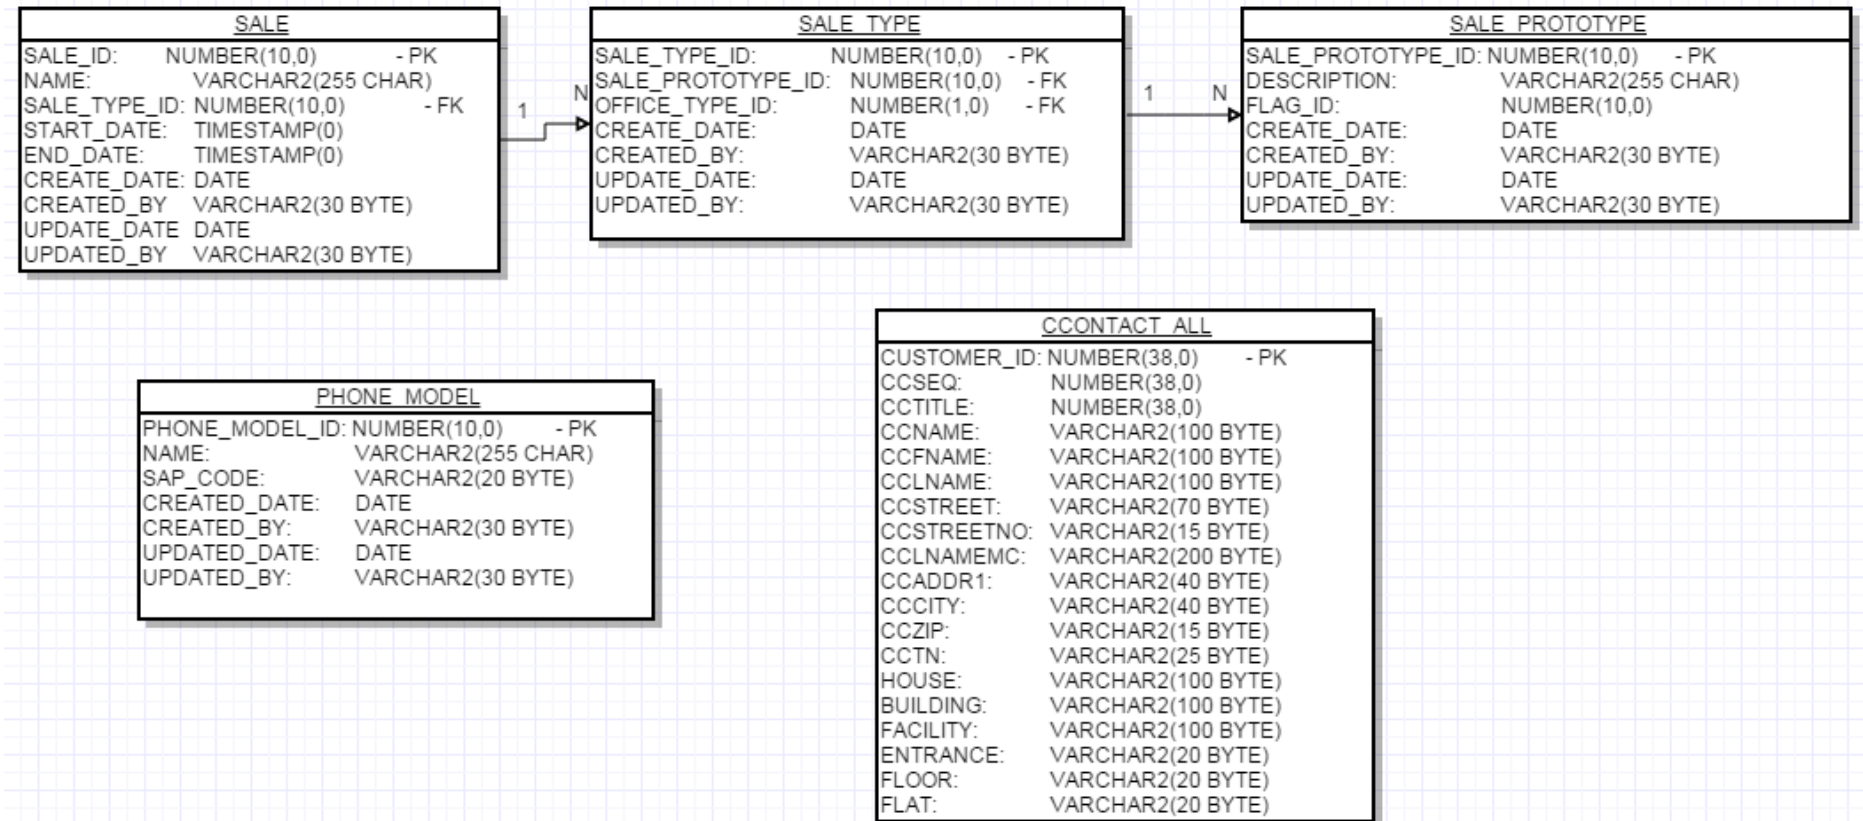 SALE
SALE_ID: NUMBER(10,0) - PK
NAME: VARCHAR2(255 CHAR)
SALE_TYPE_ID: NUMBER(10,0) - FK
START_DATE: TIMESTAMP(0)
END_DATE: TIMESTAMP(0)
CREATE_DATE: DATE
CREATED_BY VARCHAR2(30 BYTE)
UPDATE_DATE DATE
UPDATED_BY VARCHAR2(30 BYTE)
1
N
SALE_TYPE
SALE_TYPE_ID: NUMBER(10,0) - PK
SALE_PROTOTYPE_ID: NUMBER(10,0) - FK
OFFICE_TYPE_ID: NUMBER(1,0) - FK
CREATE_DATE: DATE
CREATED_BY: VARCHAR2(30 BYTE)
UPDATE_DATE: DATE
UPDATED_BY: VARCHAR2(30 BYTE)
1
N
SALE_PROTOTYPE
SALE_PROTOTYPE_ID: NUMBER(10,0) - PK
DESCRIPTION: VARCHAR2(255 CHAR)
FLAG_ID: NUMBER(10,0)
CREATE_DATE: DATE
CREATED_BY: VARCHAR2(30 BYTE)
UPDATE_DATE: DATE
UPDATED_BY: VARCHAR2(30 BYTE)
PHONE_MODEL
PHONE_MODEL_ID: NUMBER(10,0) - PK
NAME: VARCHAR2(255 CHAR)
SAP_CODE: VARCHAR2(20 BYTE)
CREATED_DATE: DATE
CREATED_BY: VARCHAR2(30 BYTE)
UPDATED_DATE: DATE
UPDATED_BY: VARCHAR2(30 BYTE)
CCONTACT_ALL
CUSTOMER_ID: NUMBER(38,0) - PK
CCSEQ: NUMBER(38,0)
CCTITLE: NUMBER(38,0)
CCNAME: VARCHAR2(100 BYTE)
CCFNAME: VARCHAR2(100 BYTE)
CCLNAME: VARCHAR2(100 BYTE)
CCSTREET: VARCHAR2(70 BYTE)
CCSTREETNO: VARCHAR2(15 BYTE)
CCLNAMEMC: VARCHAR2(200 BYTE)
CCADDR1: VARCHAR2(40 BYTE)
CCCITY: VARCHAR2(40 BYTE)
CCZIP: VARCHAR2(15 BYTE)
CCTN: VARCHAR2(25 BYTE)
HOUSE: VARCHAR2(100 BYTE)
BUILDING: VARCHAR2(100 BYTE)
FACILITY: VARCHAR2(100 BYTE)
ENTRANCE: VARCHAR2(20 BYTE)
FLOOR: VARCHAR2(20 BYTE)
FLAT: VARCHAR2(20 BYTE)